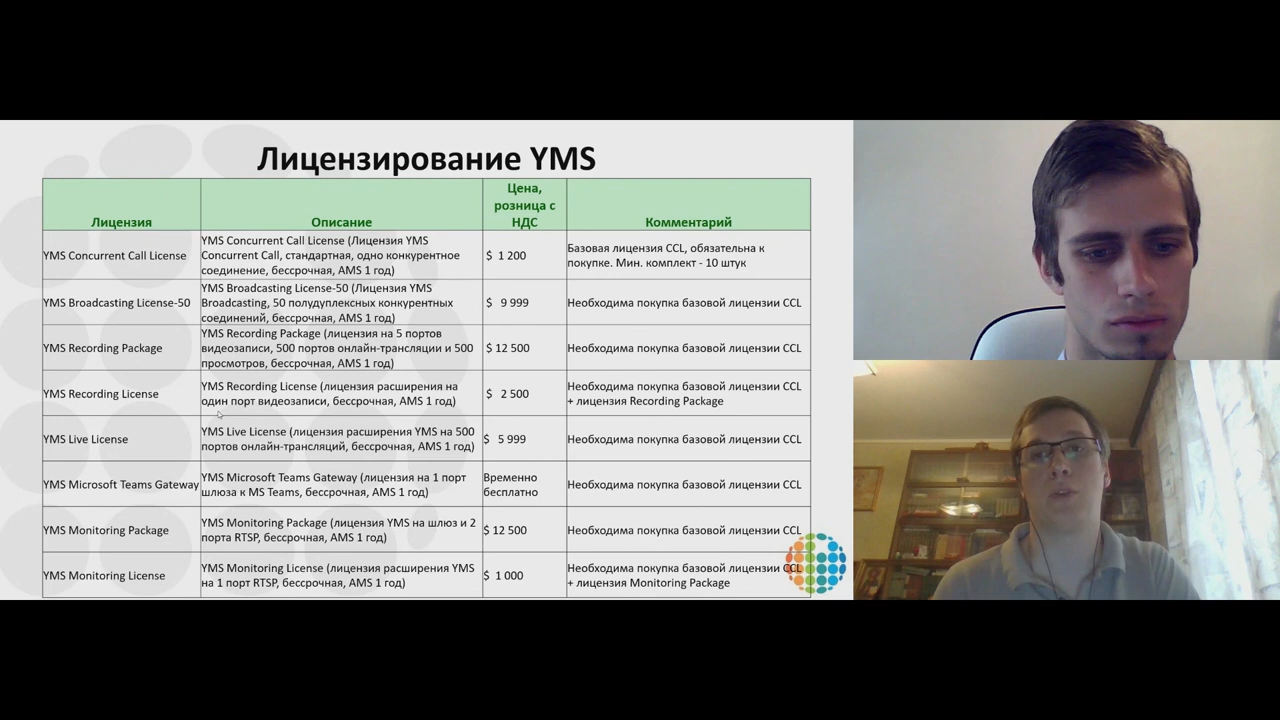 Лицензирование YMS
Лицензия
Описание
Цена,
розница с
НДС
Комментарий
YMS Concurrent Call License
YMS Concurrent Call License (Лицензия YMS
Concurrent Call, стандартная, одно конкурентное
соединение, бессрочная, AMS 1 год)
$ 1 200
Базовая лицензия CCL, обязательна к
покупке. Мин. комплект - 10 штук
YMS Broadcasting License-50
YMS Broadcasting License-50 (Лицензия YMS
Broadcasting, 50 полудуплексных конкурентных
соединений, бессрочная, AMS 1 год)
$ 9 999
Необходима покупка базовой лицензии CCL
YMS Recording Package
YMS Recording Package (лицензия на 5 портов
видеозаписи, 500 портов онлайн-трансляции и 500
просмотров, бессрочная, AMS 1 год)
$ 12 500
Необходима покупка базовой лицензии CCL
YMS Recording License
YMS Recording License (лицензия расширения на
один порт видеозаписи, бессрочная, AMS 1 год)
$ 2 500
Необходима покупка базовой лицензии CCL
+ лицензия Recording Package
YMS Live License
YMS Live License (лицензия расширения YMS на 500
портов онлайн-трансляций, бессрочная, AMS 1 год)
$ 5 999
Необходима покупка базовой лицензии CCL
YMS Microsoft Teams Gateway
YMS Microsoft Teams Gateway (лицензия на 1 порт
шлюза к MS Teams, бессрочная, AMS 1 год)
Временно
бесплатно
Необходима покупка базовой лицензии CCL
YMS Monitoring Package
YMS Monitoring Package (лицензия YMS на шлюз и 2
порта RTSP, бессрочная, AMS 1 год)
$ 12 500
Необходима покупка базовой лицензии CCL
YMS Monitoring License
YMS Monitoring License (лицензия расширения YMS
на 1 порт RTSP, бессрочная, AMS 1 год)
$ 1 000
Необходима покупка базовой лицензии CCL
+ лицензия Monitoring Package